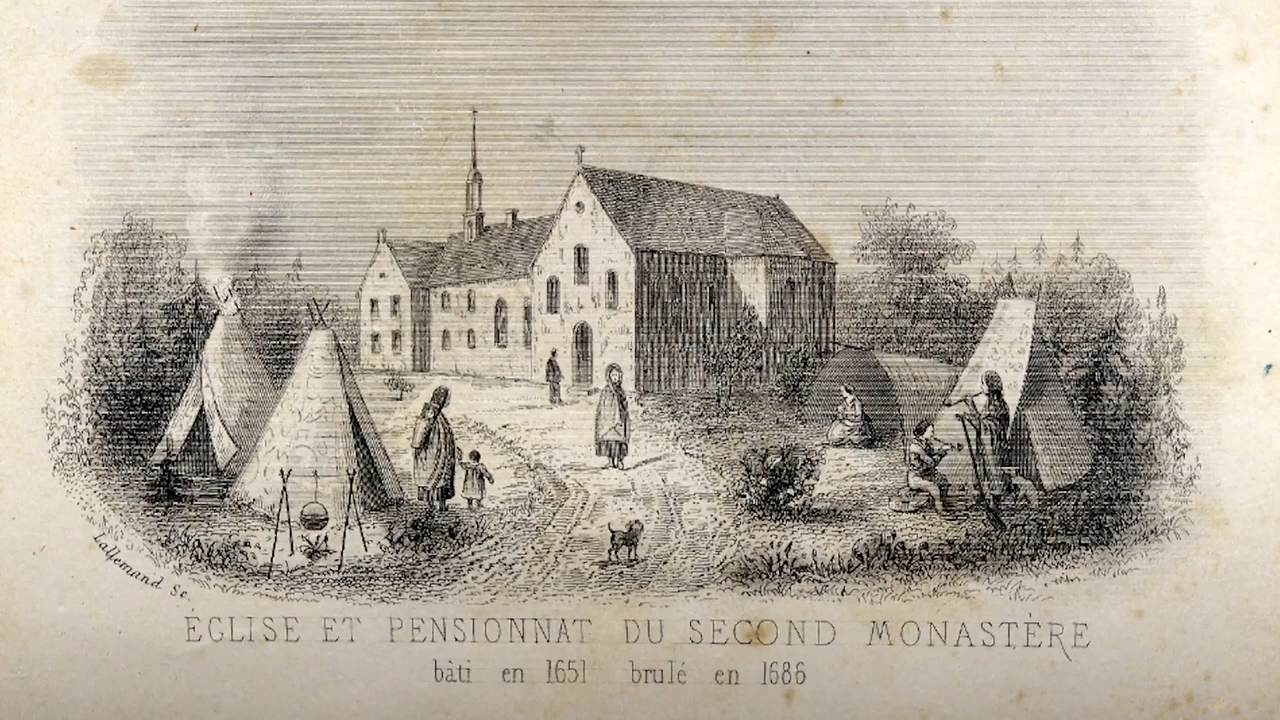 Lallemand Sc.
ÉGLISE ET PENSIONNAT DU SECOND MONASTÈRE
bâti en 1651 brulé en 1686